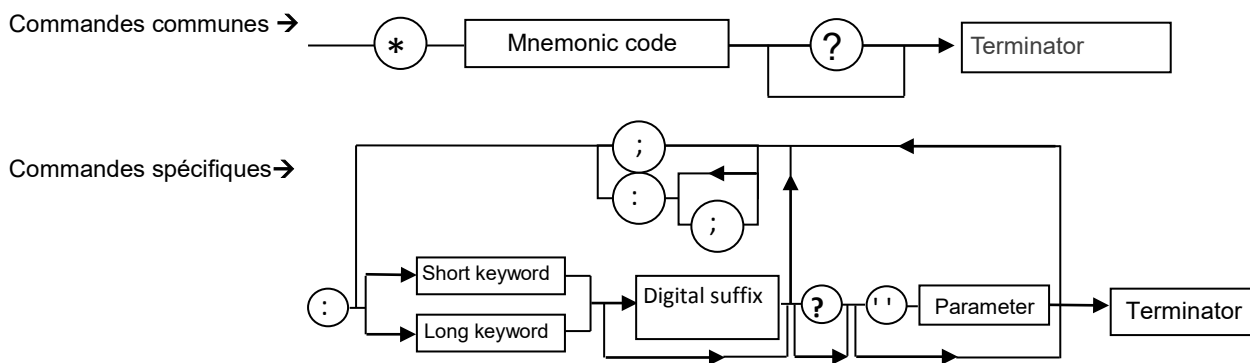 Commandes communes →
* Mnemonic code ? Terminator
Commandes spécifiques→
;
:
;
Short keyword
: Digital suffix ? '' Parameter Terminator
Long keyword